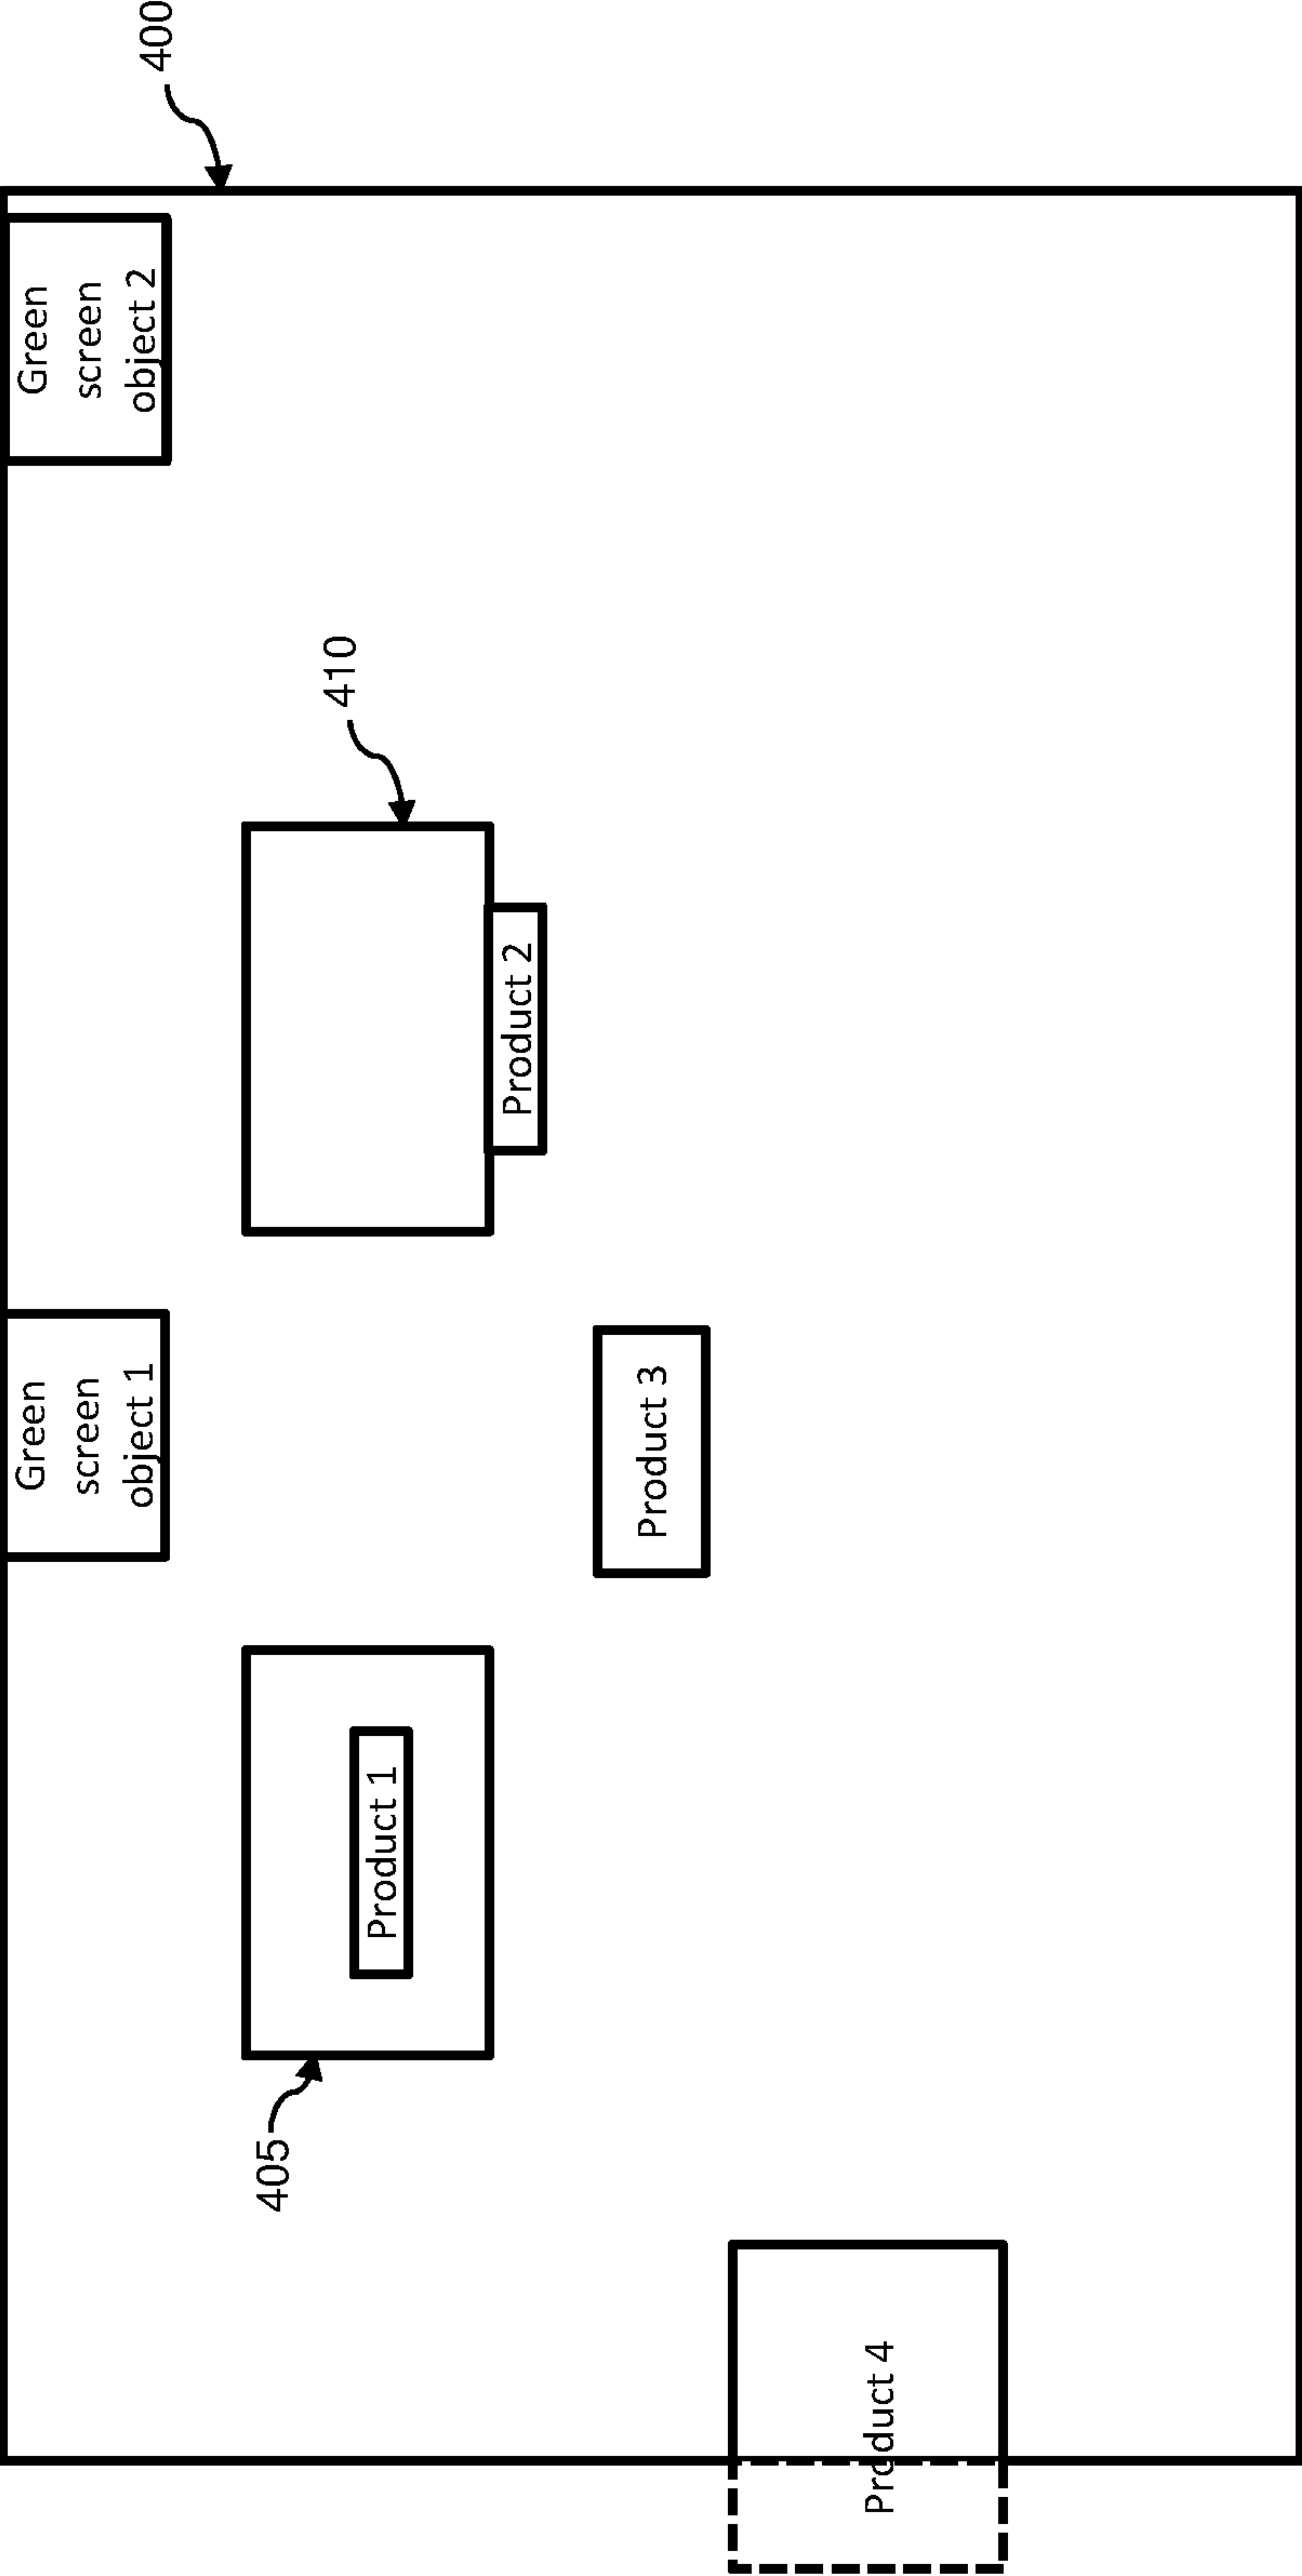 Green
screen
object 1
Green
screen
object 2
400
405
410
Product 1
Product 2
Product 3
Product 4